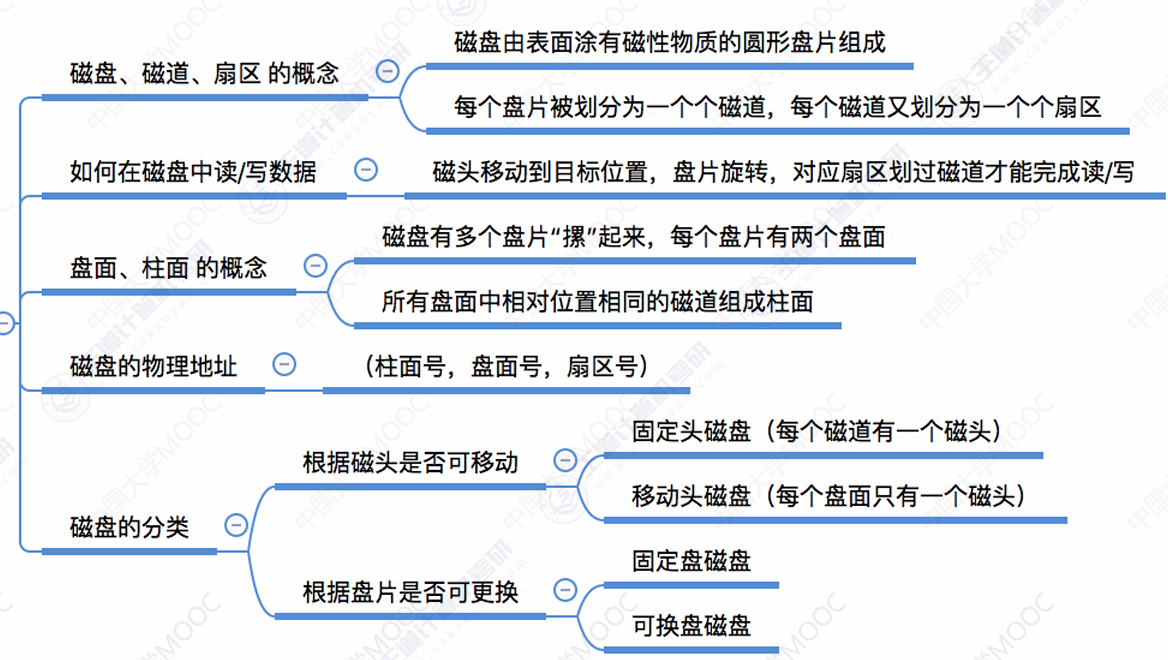 磁盘由表面涂有磁性物质的圆形盘片组成
磁盘、磁道、扇区 的概念
每个盘片被划分为一个个磁道，每个磁道又划分为一个个扇区
如何在磁盘中读/写数据
磁头移动到目标位置，盘片旋转，对应扇区划过磁道才能完成读/写
磁盘有多个盘片“摞”起来，每个盘片有两个盘面
盘面、柱面 的概念
所有盘面中相对位置相同的磁道组成柱面
磁盘的物理地址
（柱面号，盘面号，扇区号）
固定头磁盘（每个磁道有一个磁头）
根据磁头是否可移动
移动头磁盘（每个盘面只有一个磁头）
磁盘的分类
固定盘磁盘
根据盘片是否可更换
可换盘磁盘
中国大学MOOC
王道计算机考研
www.cskaoyan.com